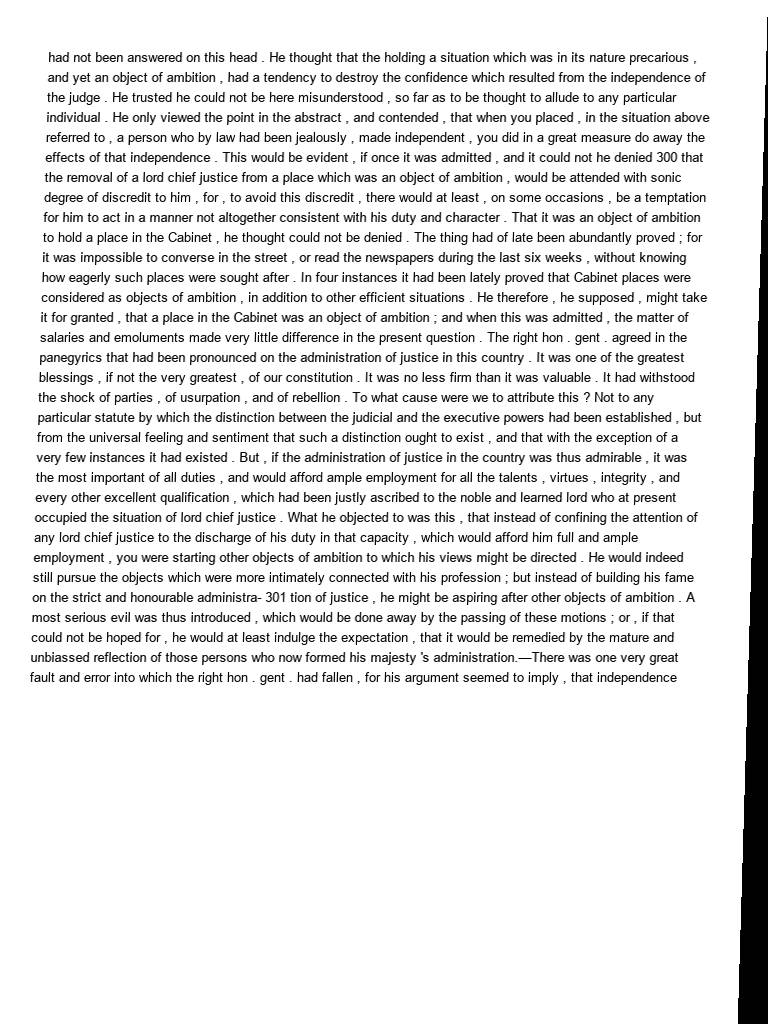 had not been answered on this head . He thought that the holding a situation which was in its nature precarious ,
and yet an object of ambition , had a tendency to destroy the confidence which resulted from the independence of
the judge . He trusted he could not be here misunderstood , so far as to be thought to allude to any particular
individual . He only viewed the point in the abstract , and contended , that when you placed , in the situation above
referred to , a person who by law had been jealously , made independent , you did in a great measure do away the
effects of that independence . This would be evident , if once it was admitted , and it could not he denied 300 that
the removal of a lord chief justice from a place which was an object of ambition , would be attended with sonic
degree of discredit to him , for , to avoid this discredit , there would at least , on some occasions , be a temptation
for him to act in a manner not altogether consistent with his duty and character . That it was an object of ambition
to hold a place in the Cabinet , he thought could not be denied . The thing had of late been abundantly proved ; for
it was impossible to converse in the street , or read the newspapers during the last six weeks , without knowing
how eagerly such places were sought after . In four instances it had been lately proved that Cabinet places were
considered as objects of ambition , in addition to other efficient situations . He therefore , he supposed , might take
it for granted , that a place in the Cabinet was an object of ambition ; and when this was admitted , the matter of
salaries and emoluments made very little difference in the present question . The right hon . gent . agreed in the
panegyrics that had been pronounced on the administration of justice in this country . It was one of the greatest
blessings , if not the very greatest , of our constitution . It was no less firm than it was valuable . It had withstood
the shock of parties , of usurpation , and of rebellion . To what cause were we to attribute this ? Not to any
particular statute by which the distinction between the judicial and the executive powers had been established , but
from the universal feeling and sentiment that such a distinction ought to exist , and that with the exception of a
very few instances it had existed . But , if the administration of justice in the country was thus admirable , it was
the most important of all duties , and would afford ample employment for all the talents , virtues , integrity , and
every other excellent qualification , which had been justly ascribed to the noble and learned lord who at present
occupied the situation of lord chief justice . What he objected to was this , that instead of confining the attention of
any lord chief justice to the discharge of his duty in that capacity , which would afford him full and ample
employment , you were starting other objects of ambition to which his views might be directed . He would indeed
still pursue the objects which were more intimately connected with his profession ; but instead of building his fame
on the strict and honourable administra- 301 tion of justice , he might be aspiring after other objects of ambition . A
most serious evil was thus introduced , which would be done away by the passing of these motions ; or , if that
could not be hoped for , he would at least indulge the expectation , that it would be remedied by the mature and
unbiassed reflection of those persons who now formed his majesty 's administration.—There was one very great
fault and error into which the right hon . gent . had fallen , for his argument seemed to imply , that independence